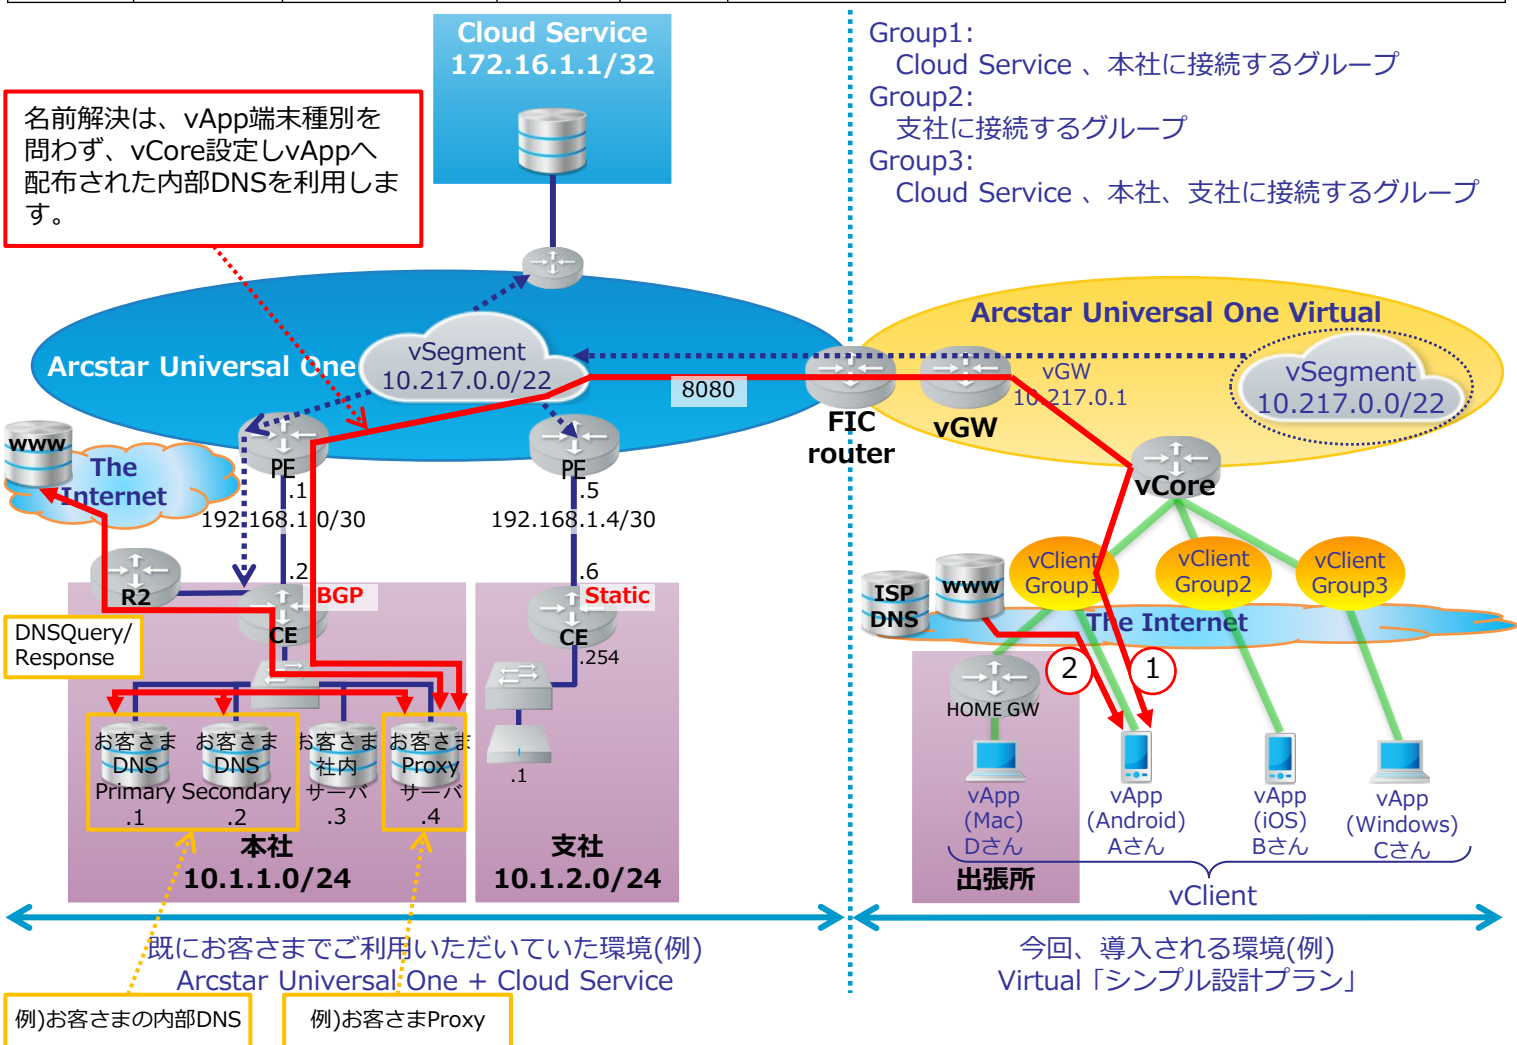 Cloud Service
172.16.1.1/32
Group1:
Cloud Service 、本社に接続するグループ
Group2:
支社に接続するグループ
Group3:
Cloud Service 、本社、支社に接続するグループ
名前解決は、vApp端末種別を
問わず、vCore設定しvAppへ
配布された内部DNSを利用しま
す。
Arcstar Universal One
vSegment
10.217.0.0/22
8080
Arcstar Universal One Virtual
vSegment
10.217.0.0/22
vGW
10.217.0.1
FIC
router
vGW
vCore
www
The
Internet
PE
.1
192.168.1.0/30
.2
BGP
PE
.5
192.168.1.4/30
.6
Static
R2
CE
CE
.254
DNSQuery/
Response
お客さま
DNS
Primary
.1
お客さま
DNS
Secondary
.2
お客さま
社内
サーバ
.3
お客さま
Proxy
サーバ
.4
.1
本社
10.1.1.0/24
支社
10.1.2.0/24
vClient
Group1
vClient
Group2
vClient
Group3
ISP
DNS
www
The Internet
2
1
HOME GW
vApp
(Mac)
Dさん
vApp
(Android)
Aさん
vApp
(iOS)
Bさん
vApp
(Windows)
Cさん
出張所
vClient
既にお客さまでご利用いただいていた環境(例)
Arcstar Universal One + Cloud Service
今回、導入される環境(例)
Virtual「シンプル設計プラン」
例)お客さまの内部DNS
例)お客さまProxy